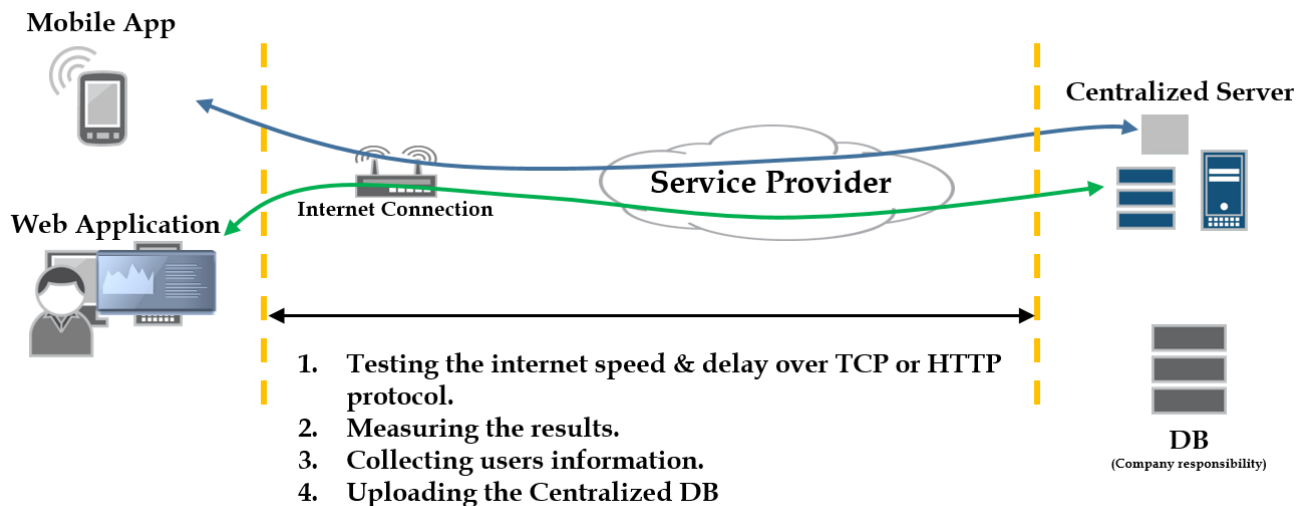 Mobile App
Centralized Server
Service Provider
Internet Connection
Web Application
1. Testing the internet speed & delay over TCP or HTTP
protocol.
2. Measuring the results.
3. Collecting users information.
4. Uploading the Centralized DB
DB
(Company responsibility)